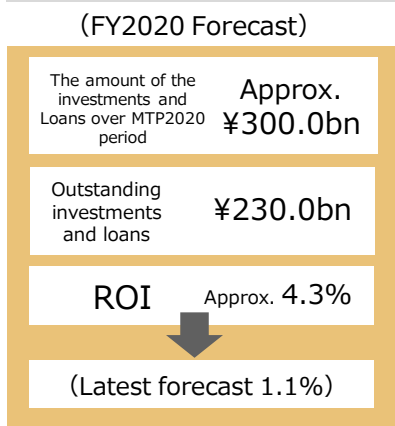 (FY2020 Forecast)
The amount of the
investments and
Loans over MTP2020
period
Approx.
¥300.0bn
Outstanding
investments
and loans
¥230.0bn
ROI
Approx. 4.3%
(Latest forecast 1.1%)